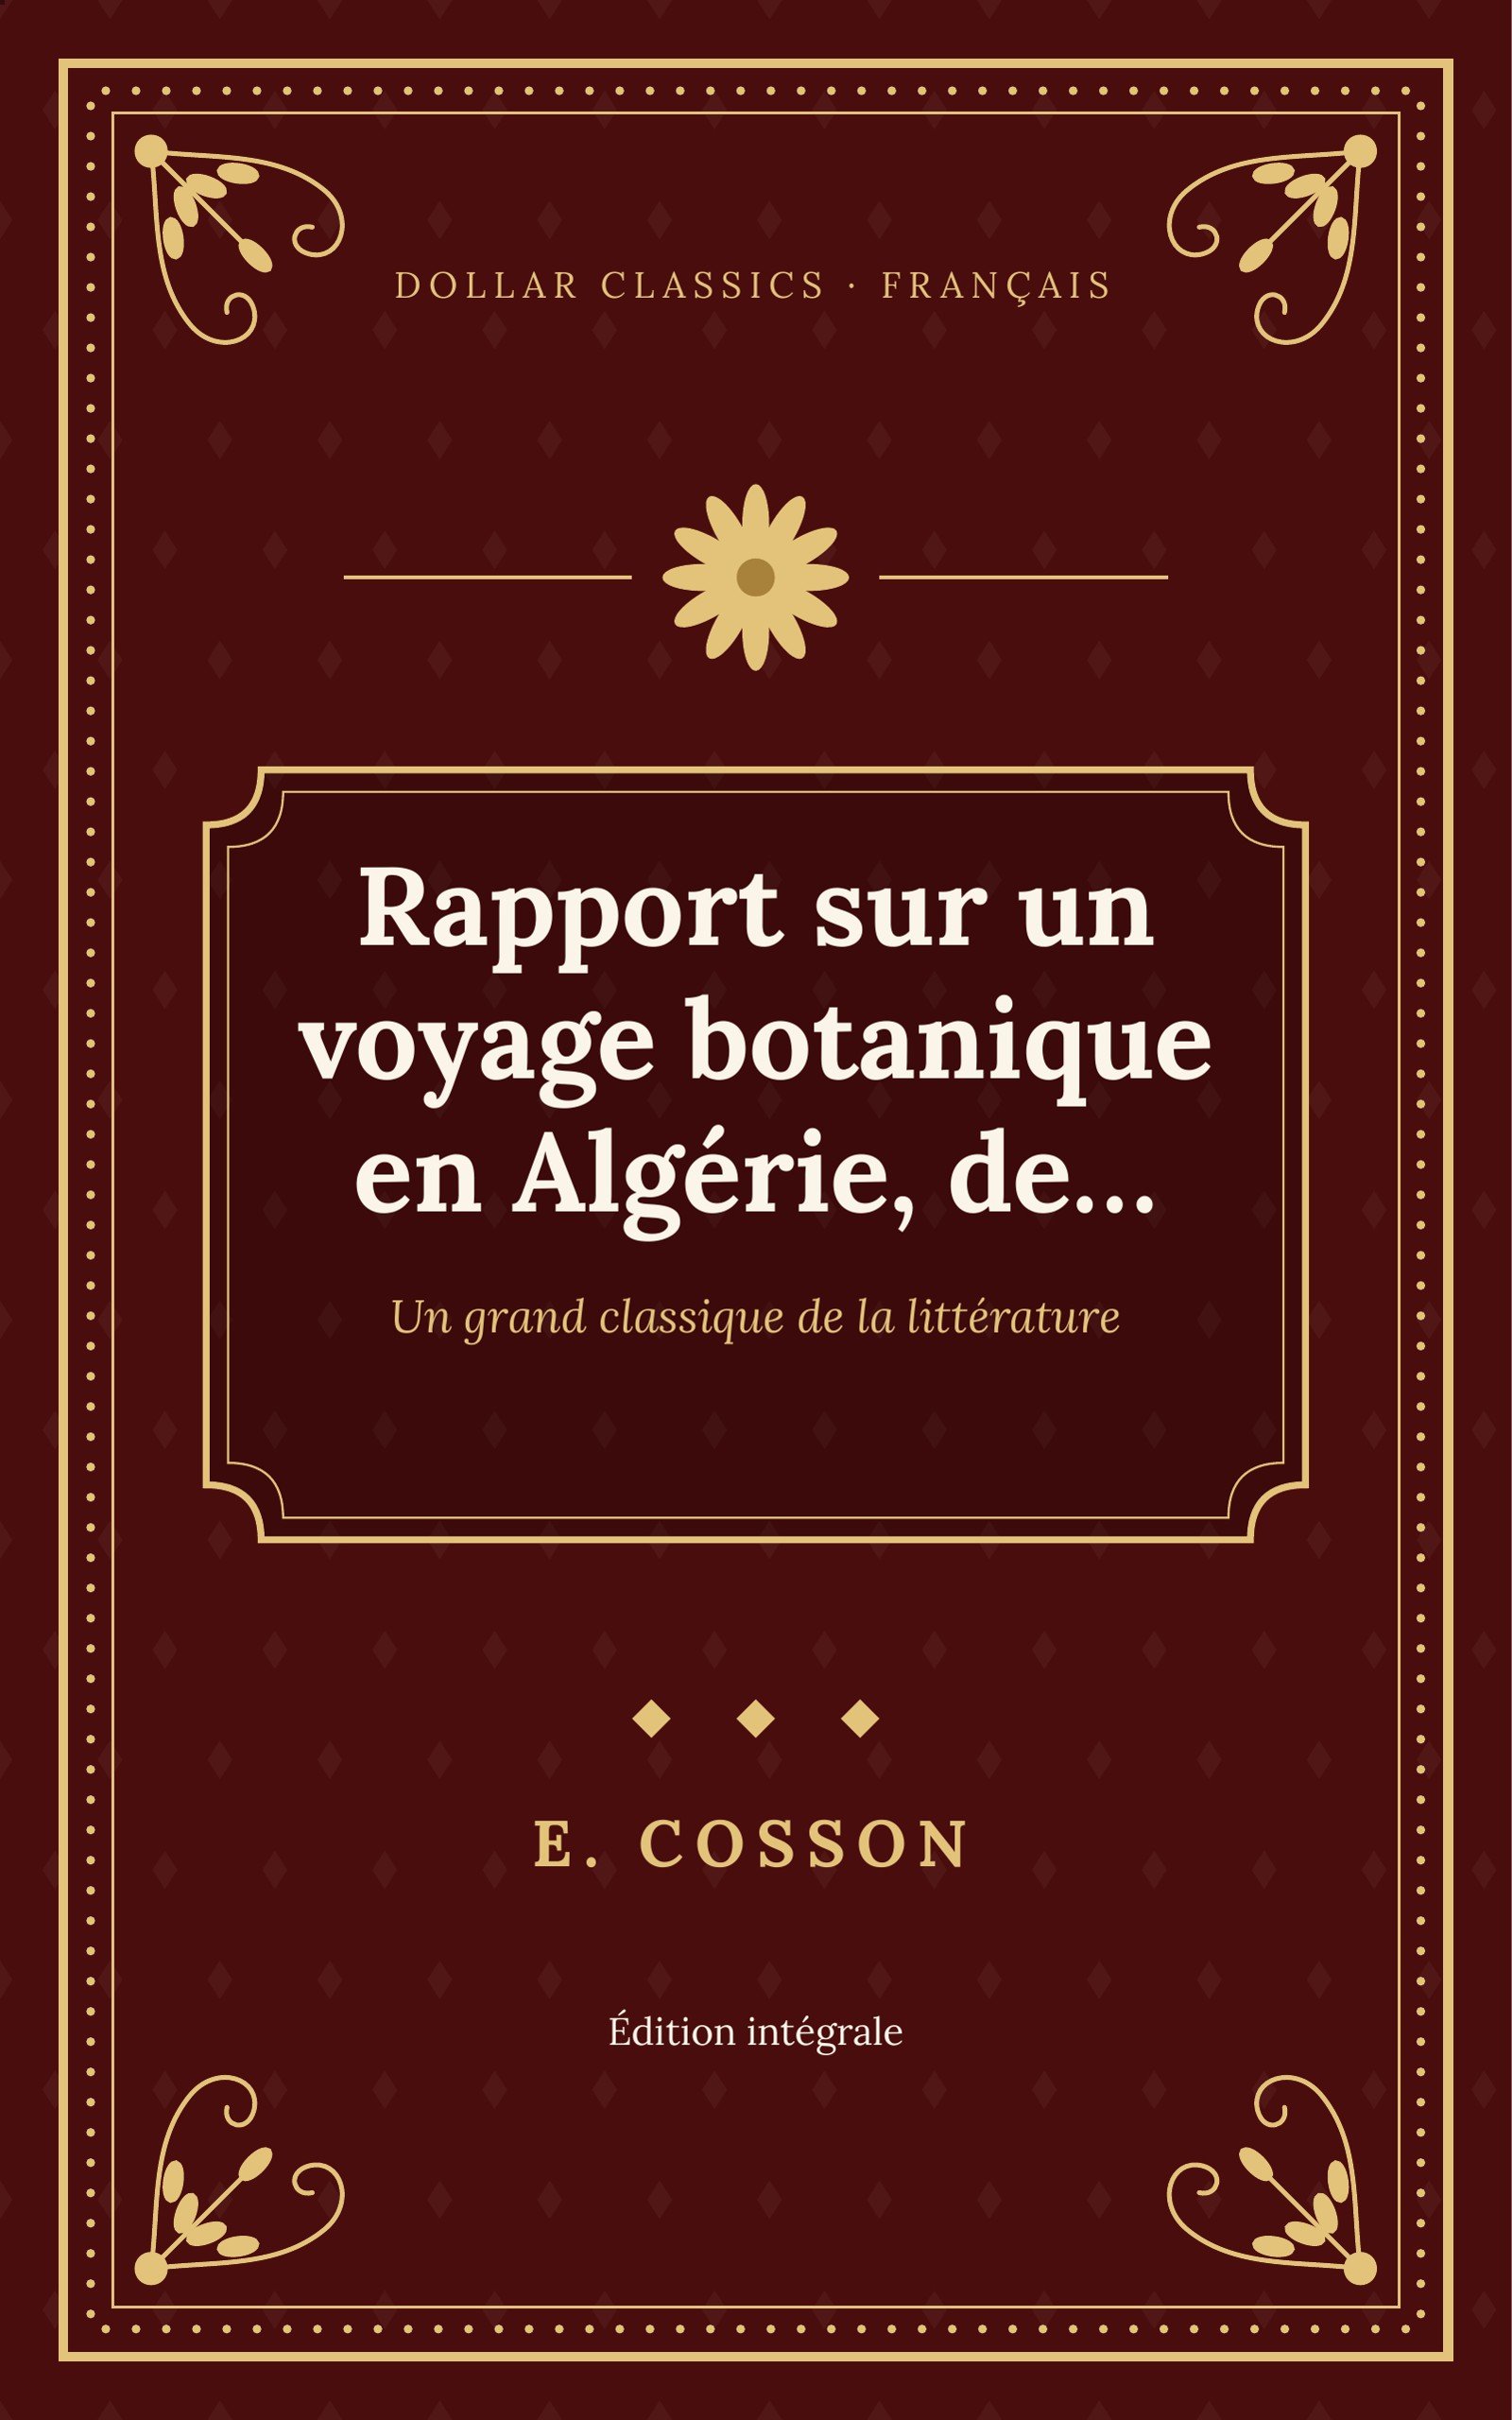 DOLLAR CLASSICS · FRANÇAIS
Rapport sur un
voyage botanique
en Algérie, de...
Un grand classique de la littérature
E. COSSON
Édition intégrale